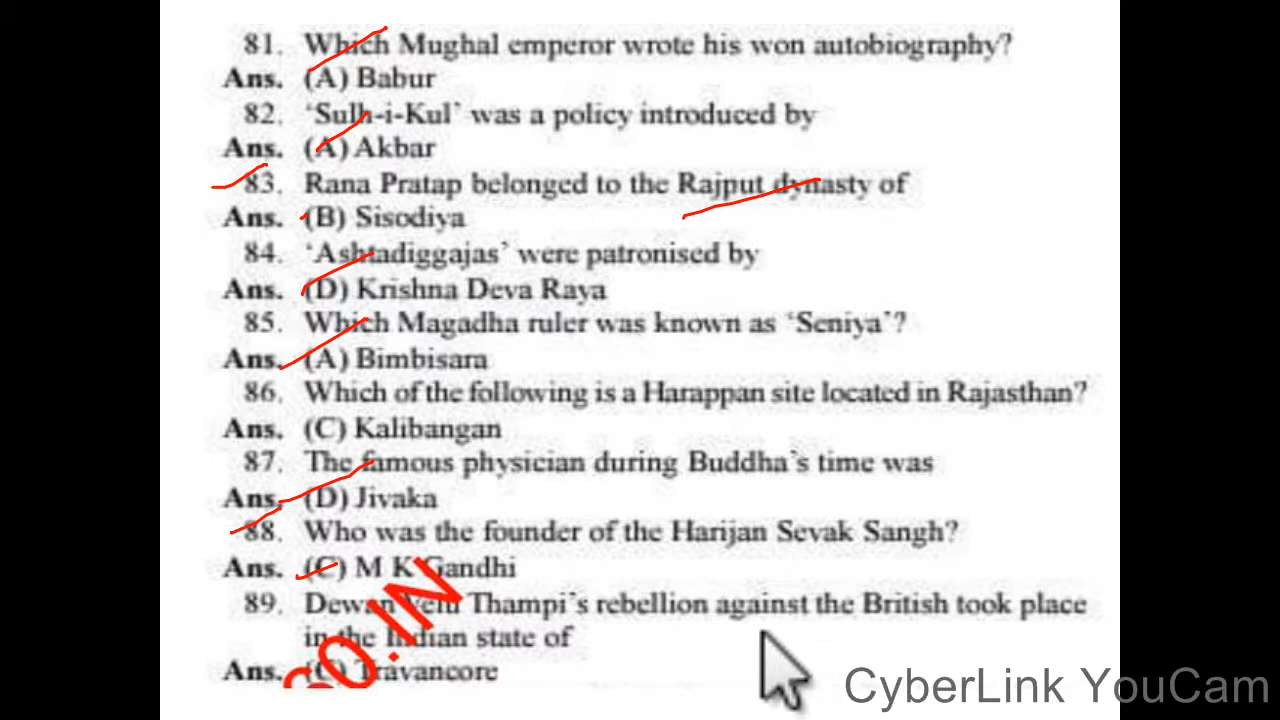 81. Which Mughal emperor wrote his won autobiography?
Ans. (A) Babur
82. ‘Sulh-i-Kul’ was a policy introduced by
Ans. (A) Akbar
83. Rana Pratap belonged to the Rajput dynasty of
Ans. (B) Sisodiya
84. ‘Ashtadiggajas’ were patronised by
Ans. (D) Krishna Deva Raya
85. Which Magadha ruler was known as ‘Seniya’?
Ans. (A) Bimbisara
86. Which of the following is a Harappan site located in Rajasthan?
Ans. (C) Kalibangan
87. The famous physician during Buddha’s time was
Ans. (D) Jivaka
88. Who was the founder of the Harijan Sevak Sangh?
Ans. (C) M K Gandhi
89. Dewan Velu Thampi’s rebellion against the British took place
in the Indian state of
Ans. (C) Travancore
.IN
CyberLink YouCam